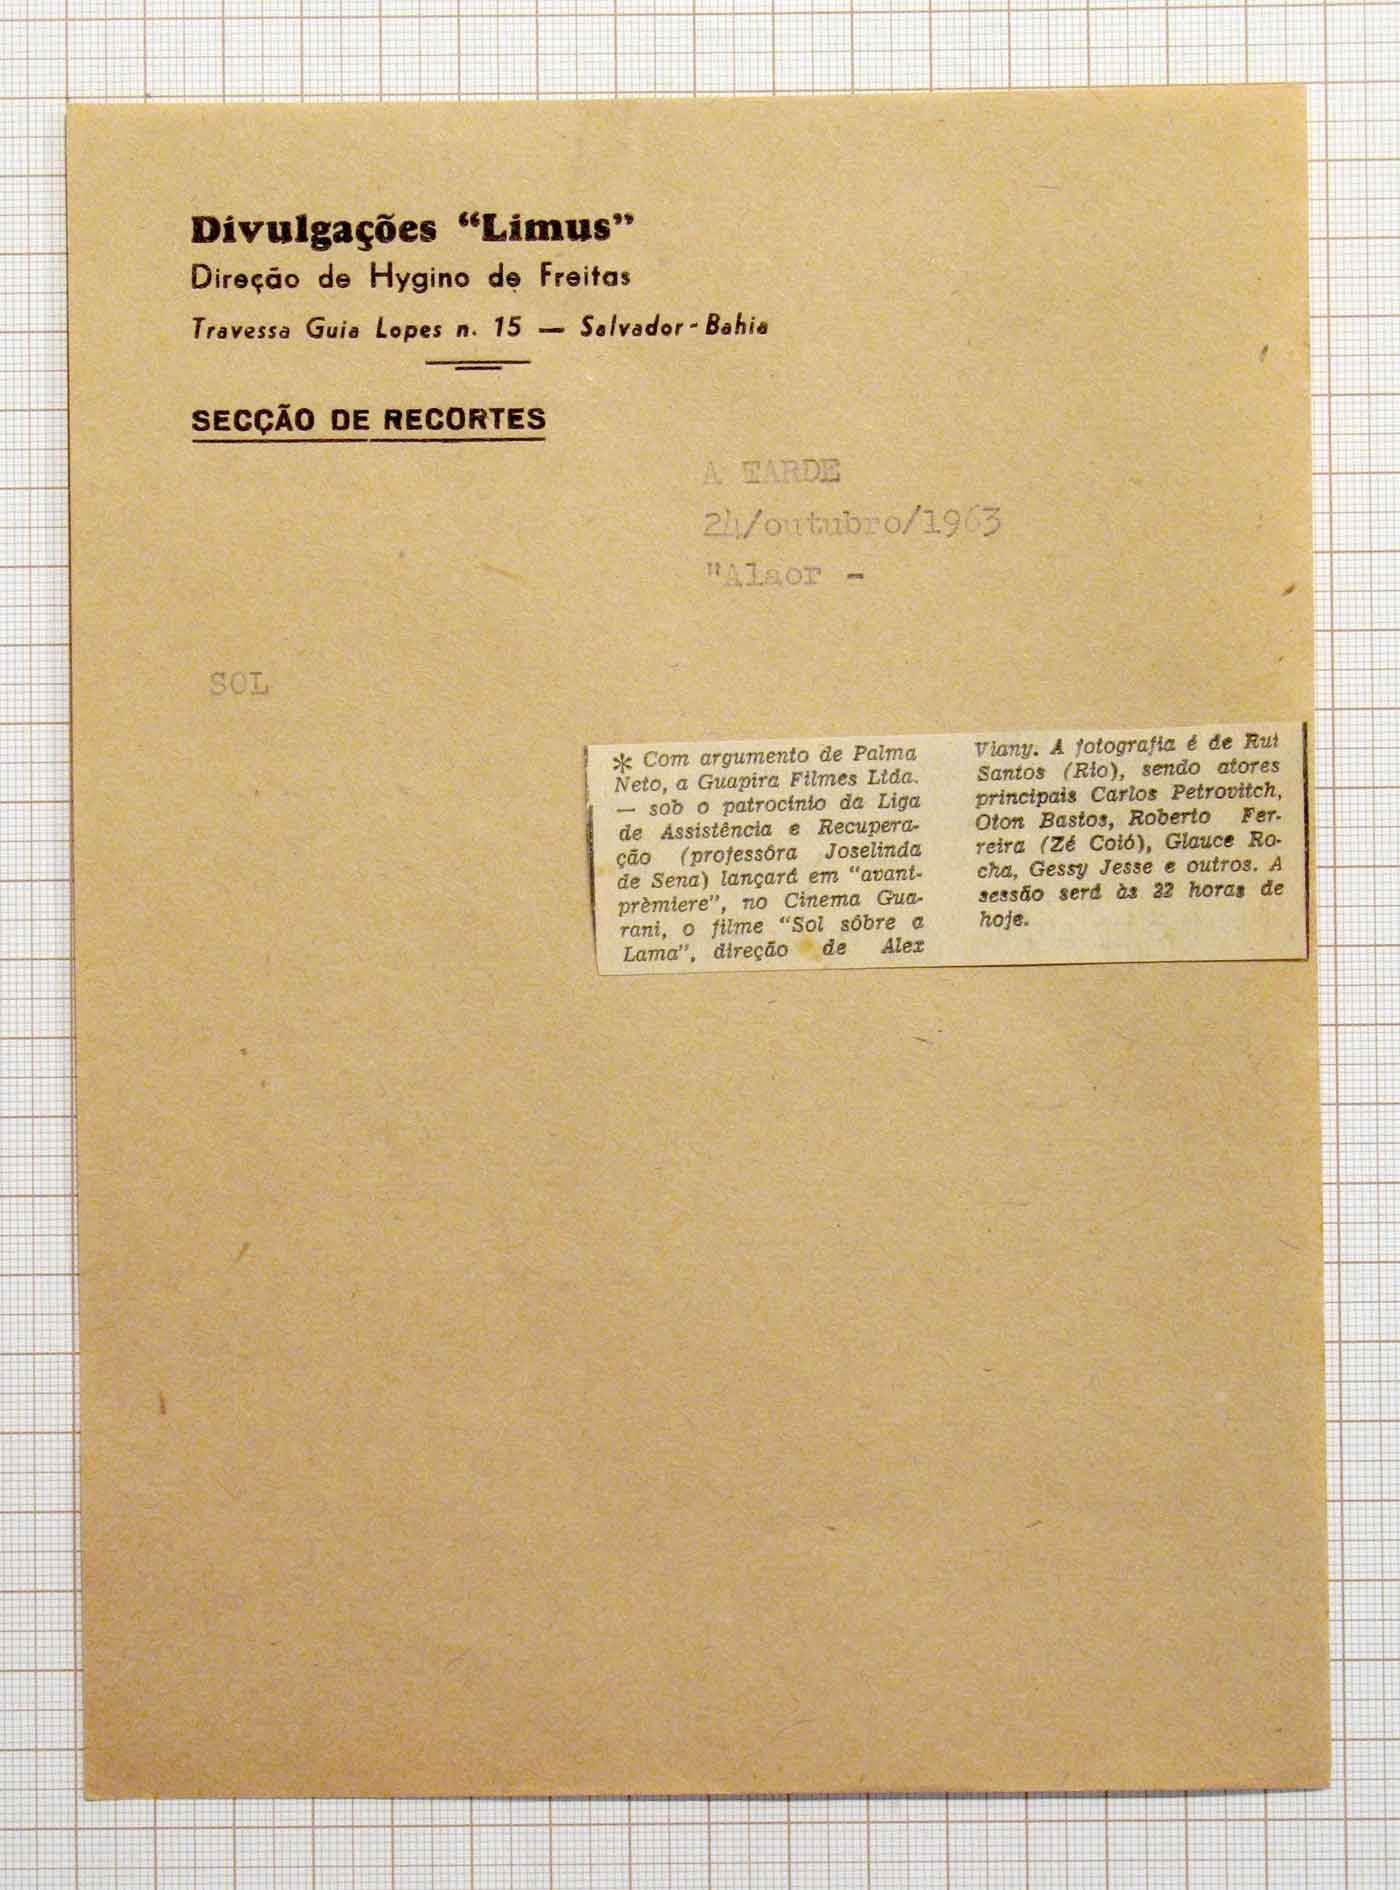 Divulgações "Limus"
Direção de Hygino de Freitas
Travessa Guia Lopes n. 15 — Salvador-Bahia
SECÇÃO DE RECORTES
A TARDE
24/outubro/1963
"Alaor -
SOL
* Com argumento de Palma
Neto, a Guapira Filmes Ltda.
— sob o patrocínio da Liga
de Assistência e Recupera-
ção (professôra Joselinda
de Sena) lançará em "avant-
prèmiere", no Cinema Gua-
rani, o filme "Sol sôbre a
Lama", direção de Alex
Viany. A fotografia é de Rui
Santos (Rio), sendo atores
principais Carlos Petrovitch,
Oton Bastos, Roberto Fer-
reira (Zé Coió), Glauce Ro-
cha, Gessy Jesse e outros. A
sessão será às 22 horas de
hoje.